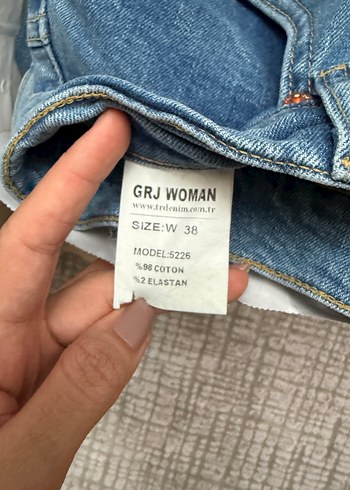 GRJ WOMAN
www.trdenim.com.tr
SIZE:W 38
MODEL:5226
%98 COTON
%2 ELASTAN